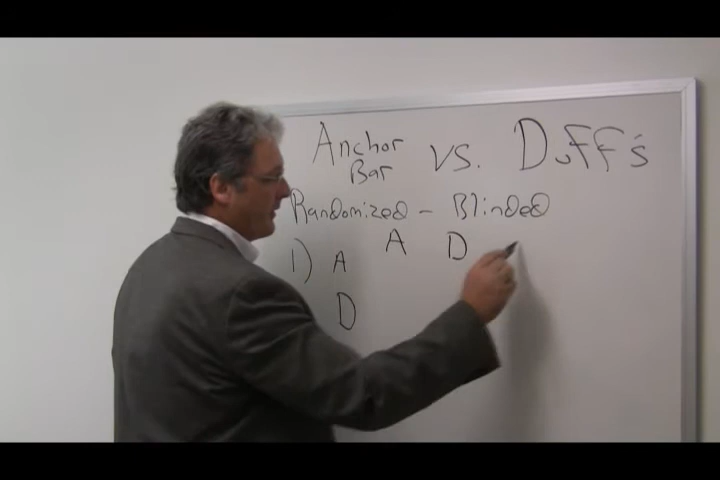 Anchor Bar vs. Duff's
Randomized - Blinded
A D
1) A
D